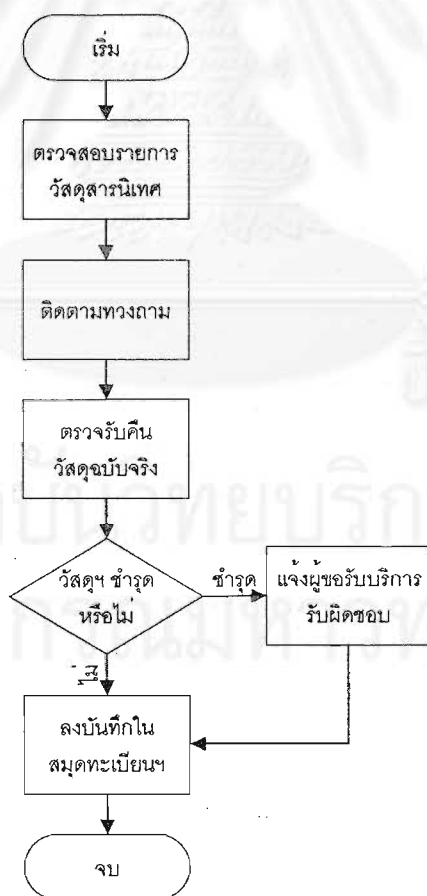 เริ่ม
ตรวจสอบรายการ
วัสดุสารนิเทศ
ติดตามทวงถาม
ตรวจรับคืน
วัสดุฉบับจริง
วัสดุฯ ชำรุด
หรือไม่
ชำรุด
แจ้งผู้ขอรับบริการ
รับผิดชอบ
ไม่
ลงบันทึกใน
สมุดทะเบียนฯ
จบ